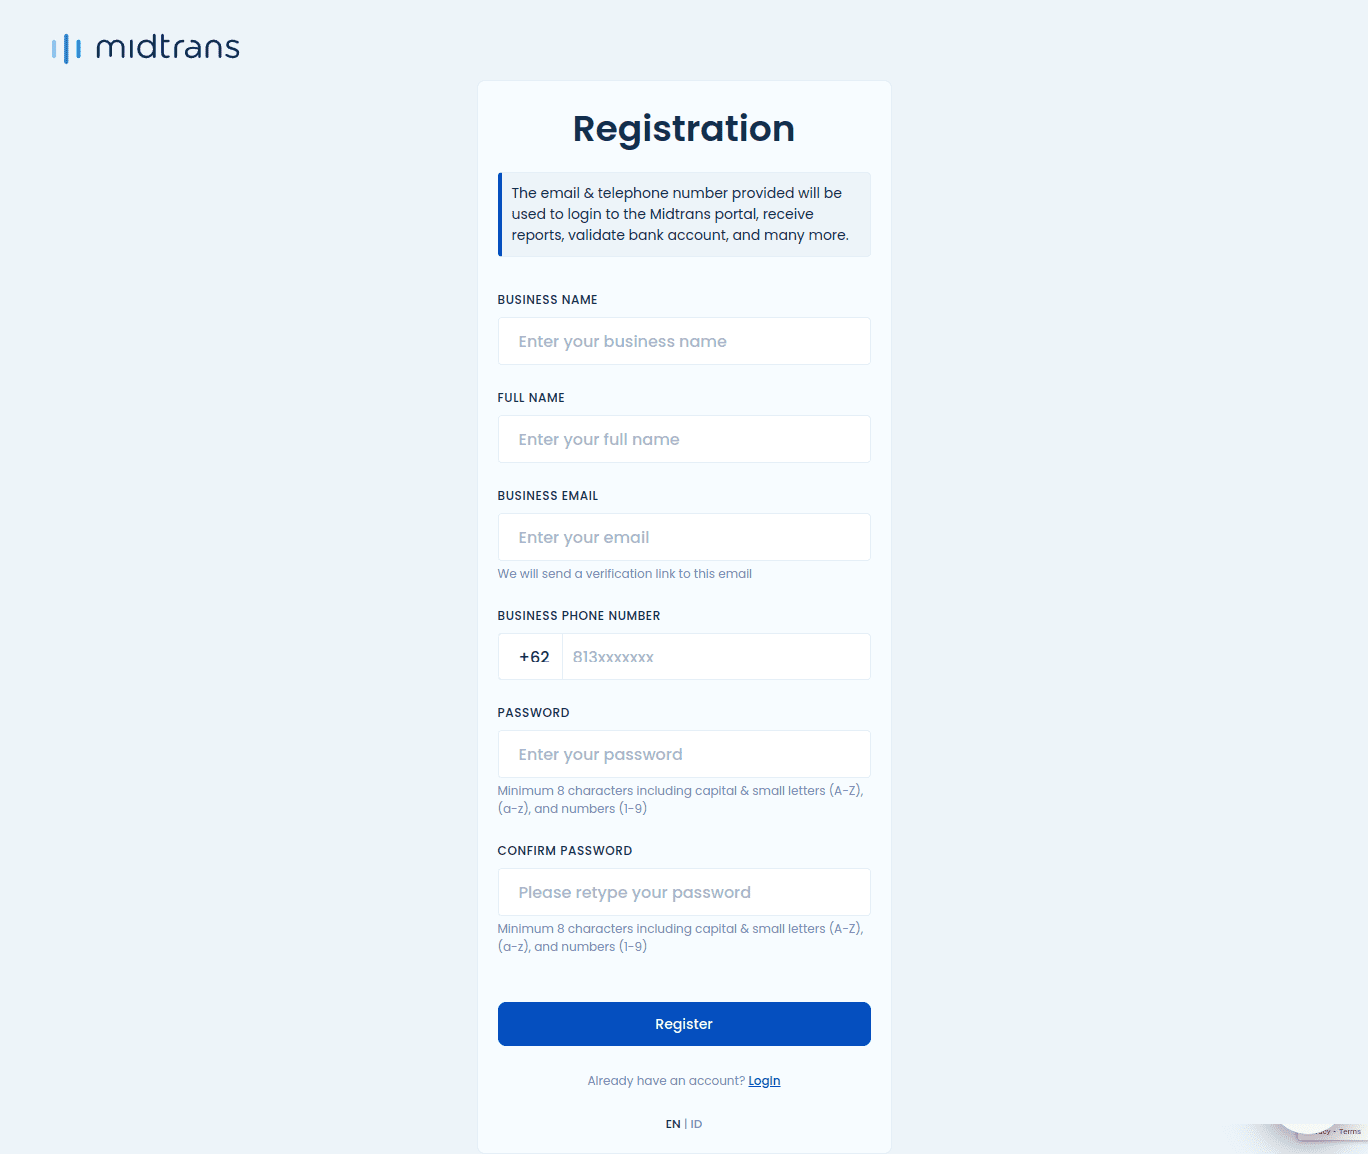 midtrans
Registration
The email & telephone number provided will be
used to login to the Midtrans portal, receive
reports, validate bank account, and many more.
BUSINESS NAME
Enter your business name
FULL NAME
Enter your full name
BUSINESS EMAIL
Enter your email
We will send a verification link to this email
BUSINESS PHONE NUMBER
+62 813xxxxxxx
PASSWORD
Enter your password
Minimum 8 characters including capital & small letters (A-Z),
(a-z), and numbers (1-9)
CONFIRM PASSWORD
Please retype your password
Minimum 8 characters including capital & small letters (A-Z),
(a-z), and numbers (1-9)
Register
Already have an account? Login
EN | ID
- Terms